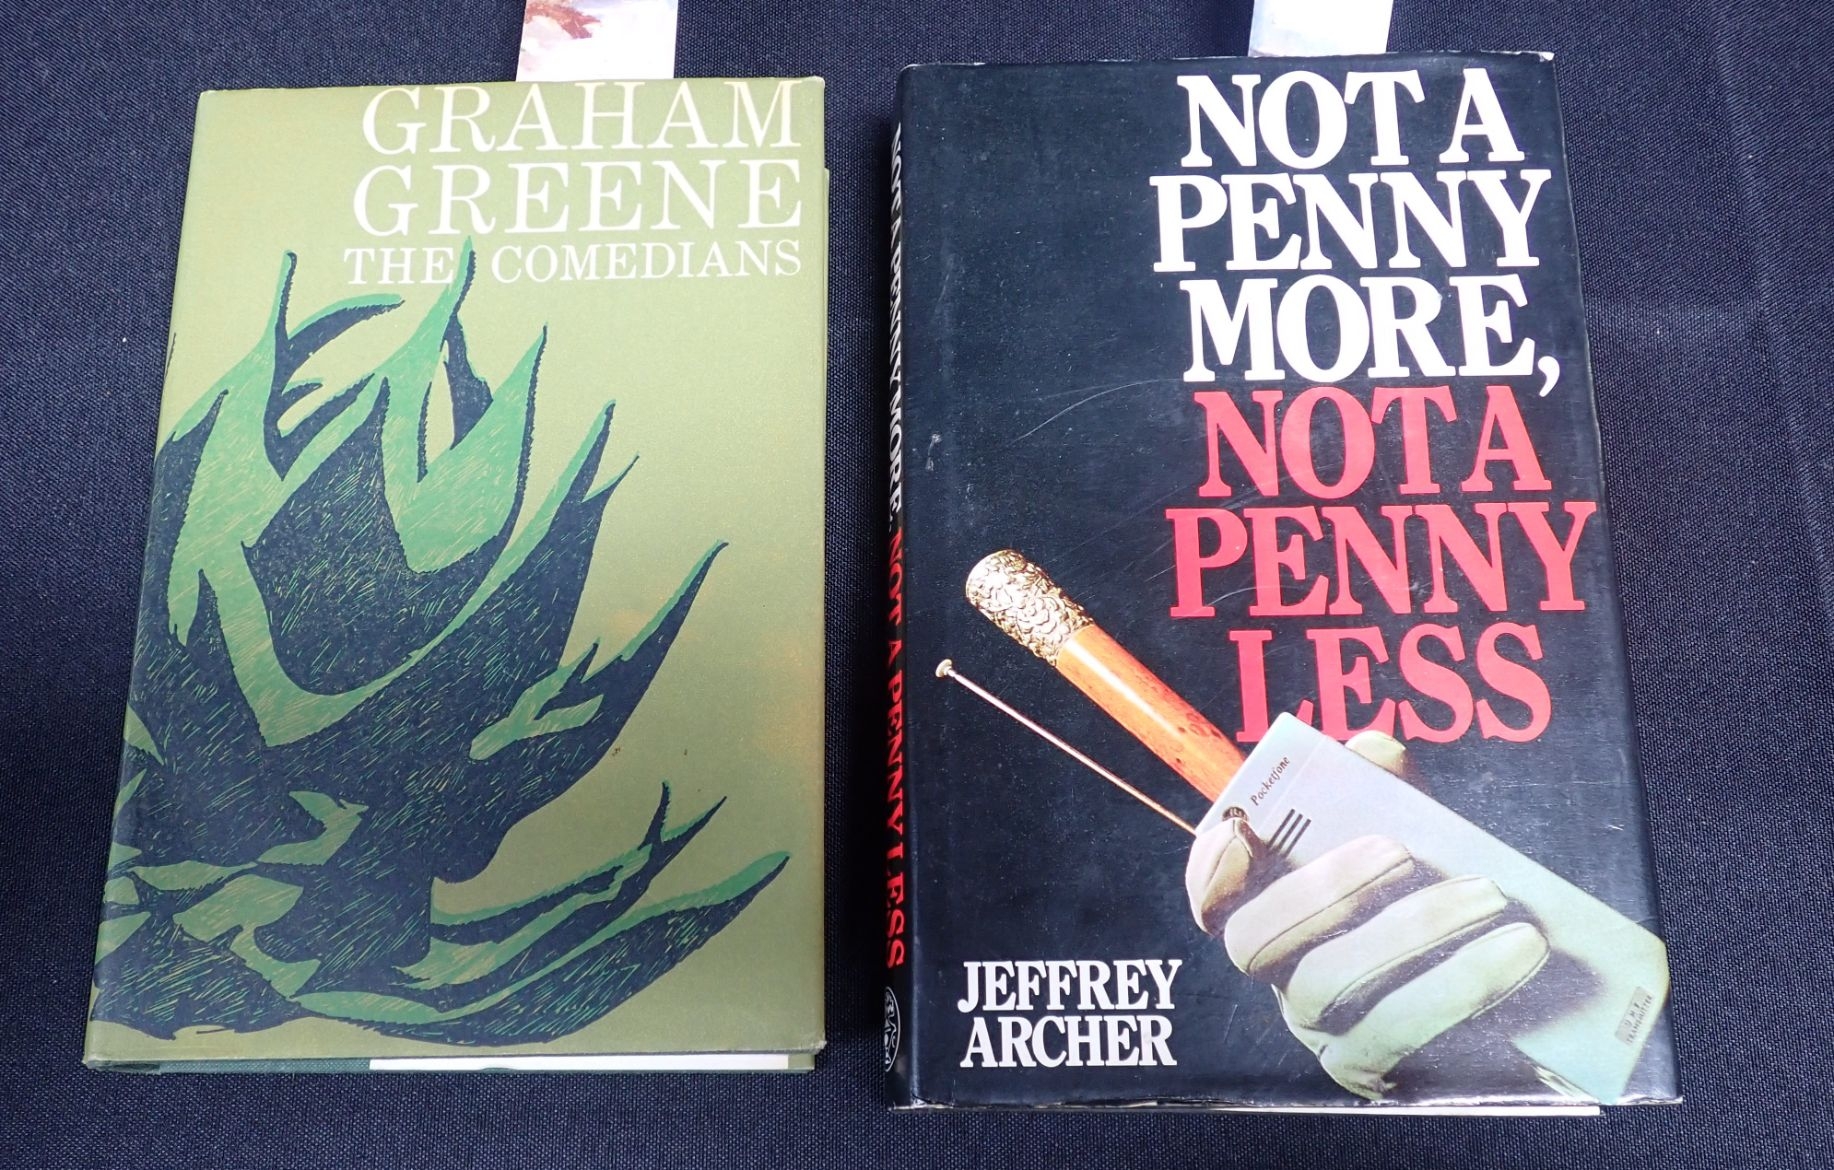 GRAHAM
GREENE
THE COMEDIANS
NOT A PENNY MORE, NOT A PENNY LESS
NOT A
PENNY
MORE,
NOT A
PENNY
LESS
Pocketfone
U.H.F.
TRANSMITTER
JEFFREY
ARCHER